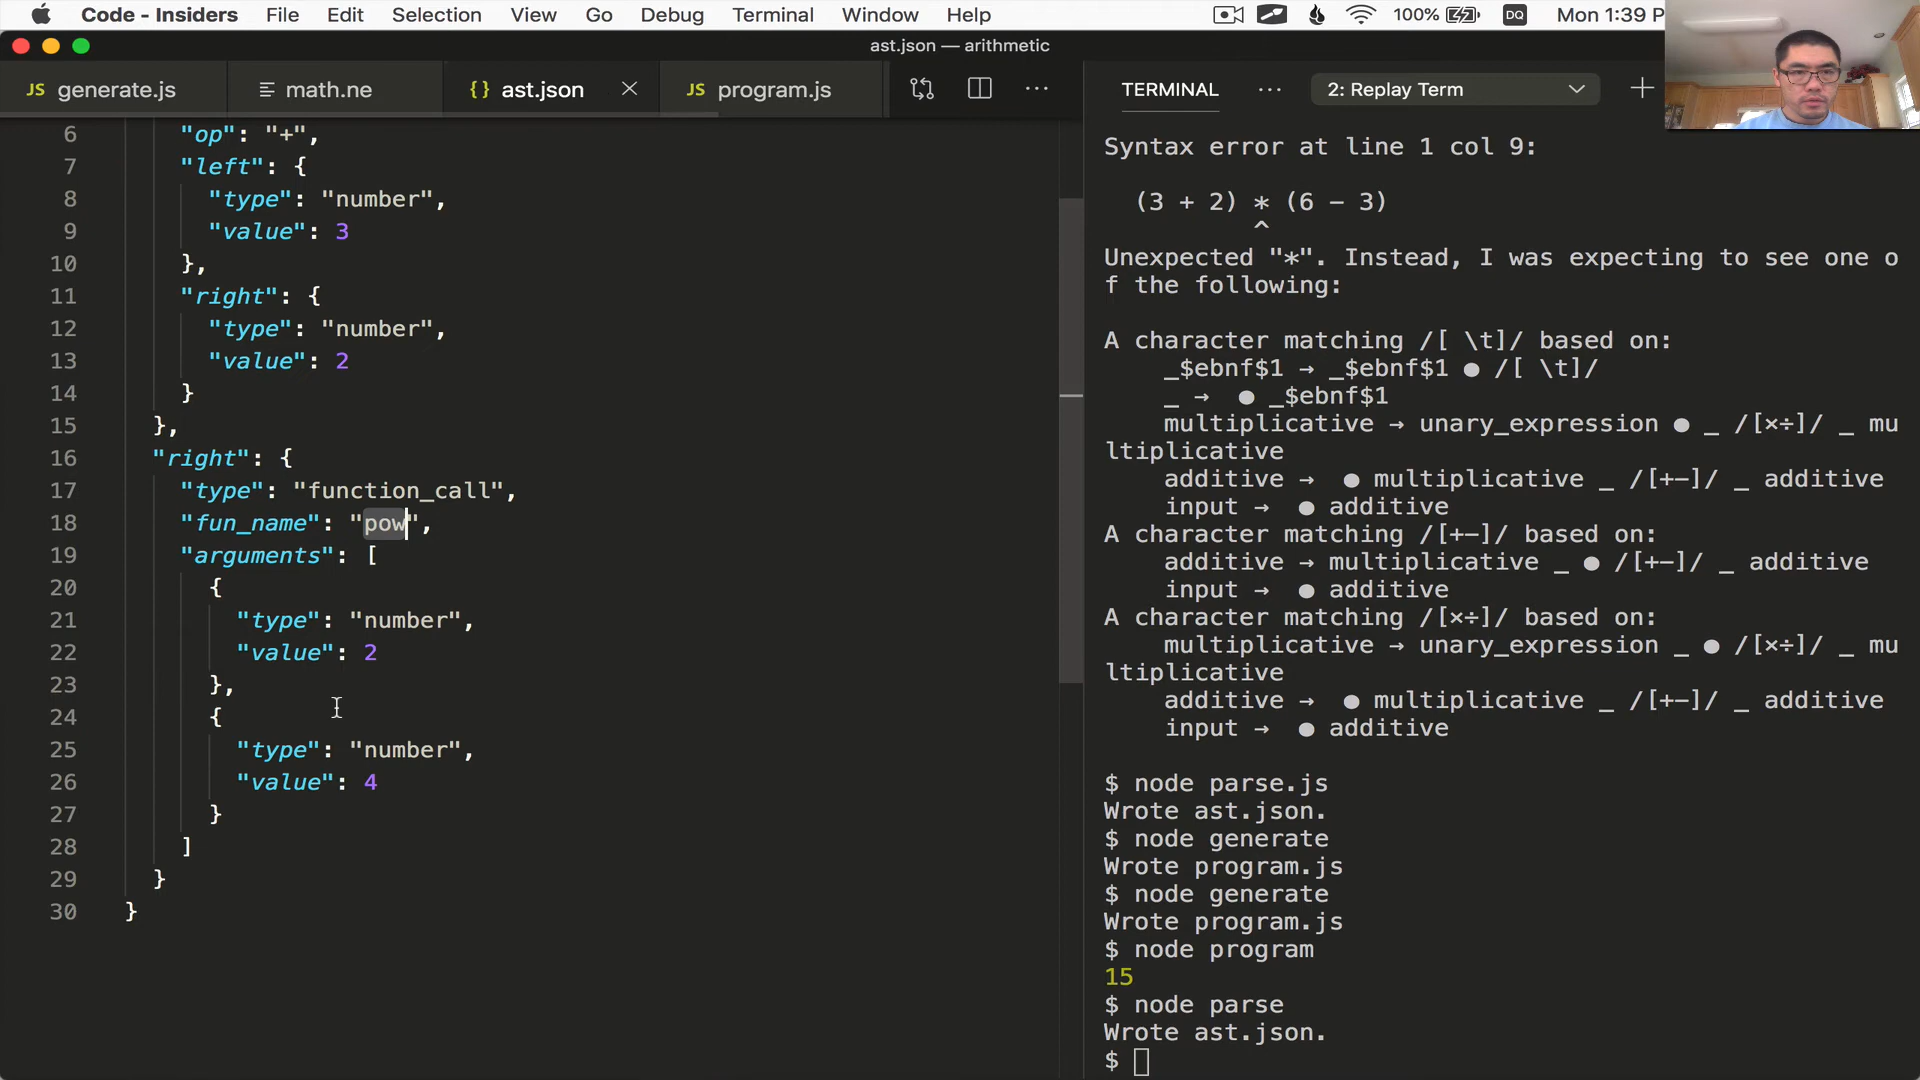 Code - Insiders File Edit Selection View Go Debug Terminal Window Help 100% DQ Mon 1:39 P
ast.json — arithmetic
JS generate.js math.ne {} ast.json JS program.js TERMINAL 2: Replay Term
6 "op": "+",
7 "left": {
8 "type": "number",
9 "value": 3
10 },
11 "right": {
12 "type": "number",
13 "value": 2
14 }
15 },
16 "right": {
17 "type": "function_call",
18 "fun_name": "pow",
19 "arguments": [
20 {
21 "type": "number",
22 "value": 2
23 },
24 {
25 "type": "number",
26 "value": 4
27 }
28 ]
29 }
30 }
Syntax error at line 1 col 9:
(3 + 2) * (6 - 3)
^
Unexpected "*". Instead, I was expecting to see one o
f the following:
A character matching /[ \t]/ based on:
_$ebnf$1 → _$ebnf$1 ● /[ \t]/
_ → ● _$ebnf$1
multiplicative → unary_expression ● _ /[×÷]/ _ mu
ltiplicative
additive → ● multiplicative _ /[+-]/ _ additive
input → ● additive
A character matching /[+-]/ based on:
additive → multiplicative _ ● /[+-]/ _ additive
input → ● additive
A character matching /[×÷]/ based on:
multiplicative → unary_expression _ ● /[×÷]/ _ mu
ltiplicative
additive → ● multiplicative _ /[+-]/ _ additive
input → ● additive
$ node parse.js
Wrote ast.json.
$ node generate
Wrote program.js
$ node generate
Wrote program.js
$ node program
15
$ node parse
Wrote ast.json.
$